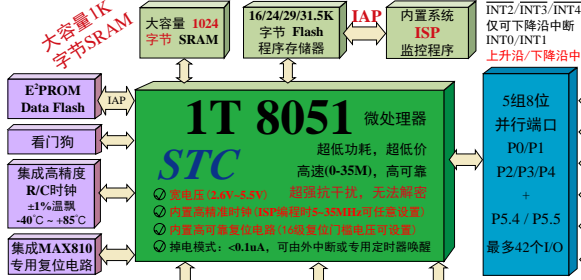 大容量1K
字节SRAM
大容量 1024
字节 SRAM
16/24/29/31.5K
字节 Flash
程序存储器
IAP
内置系统
ISP
监控程序
INT2/INT3/INT4
仅可下降沿中断
INT0/INT1
上升沿/下降沿中
E²PROM
Data Flash
IAP
看门狗
集成高精度
R/C时钟
±1%温飘
-40℃ ~ +85℃
集成MAX810
专用复位电路
1T 8051 微处理器
STC
超低功耗，超低价
高速(0-35M)，高可靠
超强抗干扰，无法解密
宽电压(2.6V~5.5V)
内置高精准时钟(ISP编程时5~35MHz可任意设置)
内置高可靠复位电路(16级复位门槛电压可设置)
掉电模式：<0.1uA，可由外中断或专用定时器唤醒
5组8位
并行端口
P0/P1
P2/P3/P4
+
P5.4 / P5.5
最多42个I/O